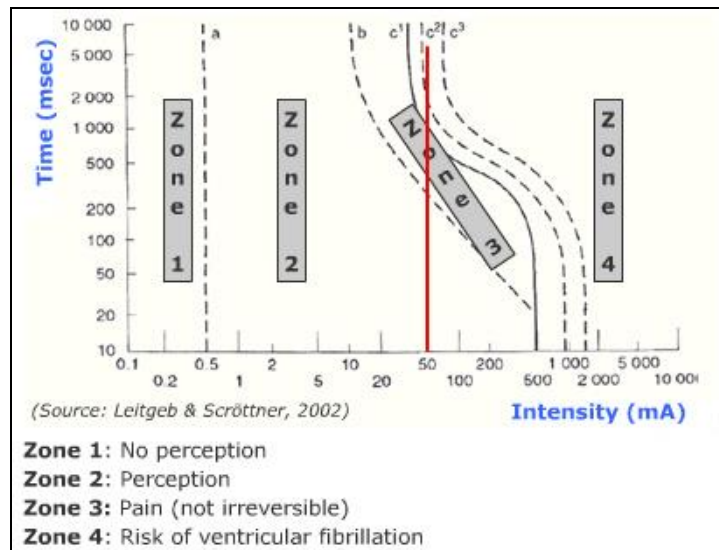 10 000 a b c1 c2 c3
5 000
2 000
1 000
500
200
100
50
20
10
Time (msec)
Zone 1
Zone 2
Zone 3
Zone 4
0.1 0.5 2 10 50 200 1 000 5 000
0.2 1 5 20 100 500 2 000 10 00
(Source: Leitgeb & Scröttner, 2002)
Intensity (mA)
Zone 1: No perception
Zone 2: Perception
Zone 3: Pain (not irreversible)
Zone 4: Risk of ventricular fibrillation